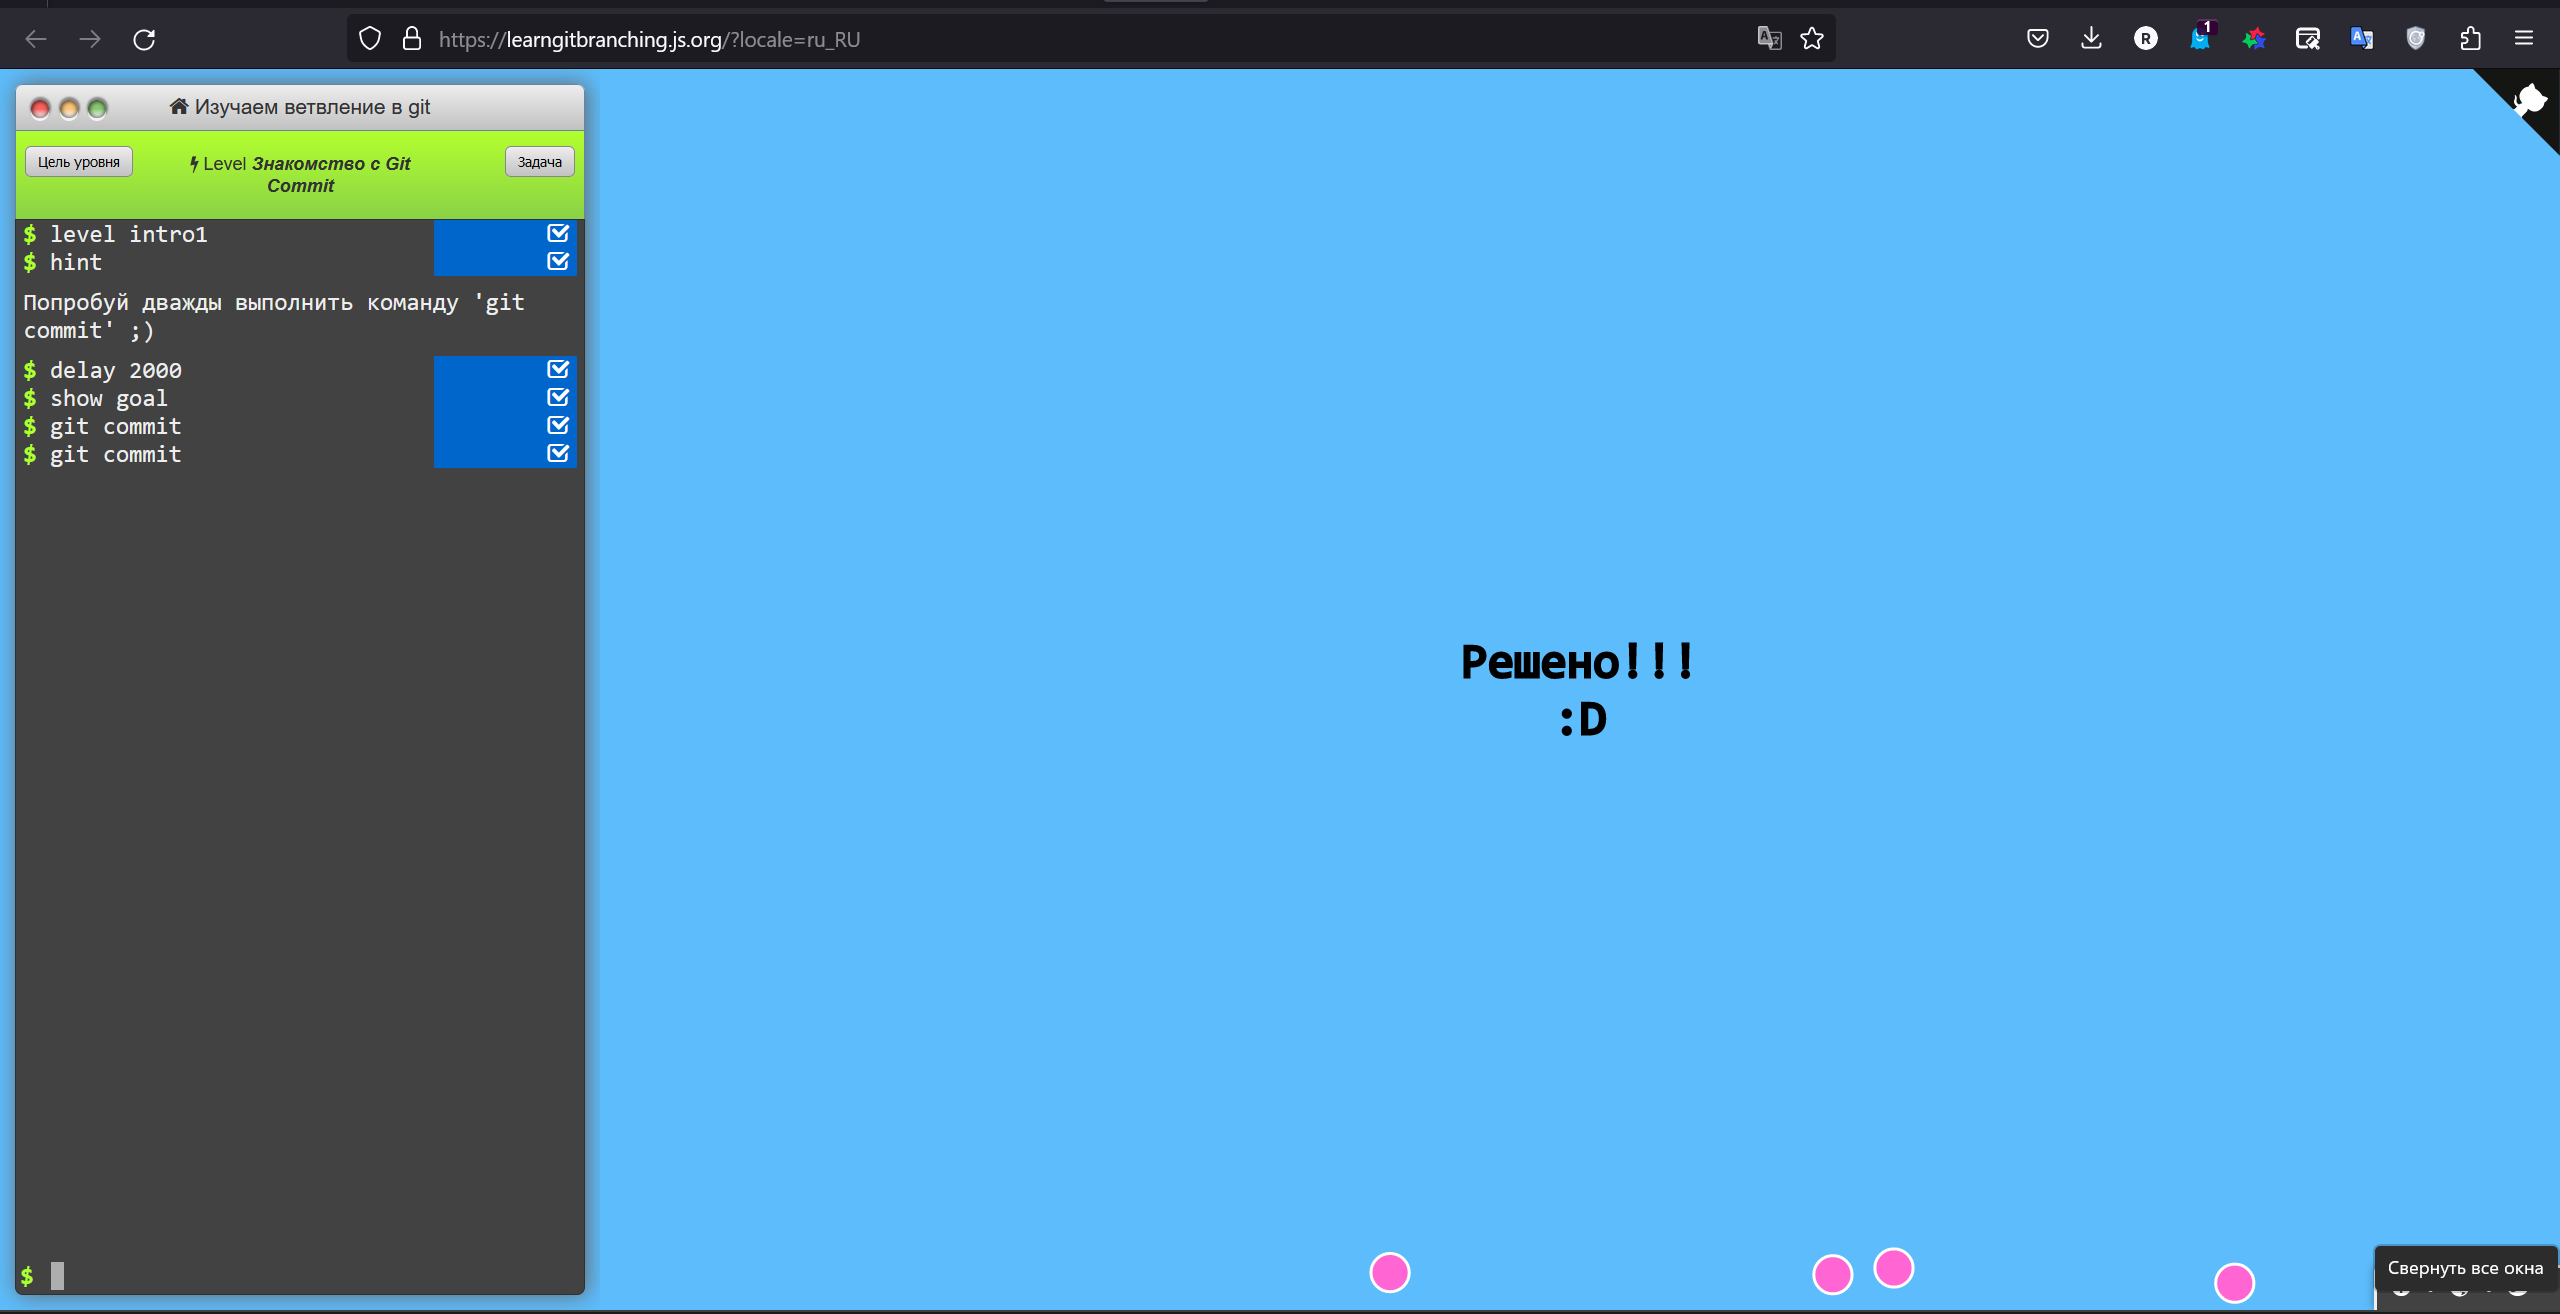 https://learngitbranching.js.org/?locale=ru_RU
R
1
Изучаем ветвление в git
Цель уровня
Level Знакомство с Git
Commit
Задача
$ level intro1
$ hint
Попробуй дважды выполнить команду 'git
commit' ;)
$ delay 2000
$ show goal
$ git commit
$ git commit
Решено!!!
:D
$
Свернуть все окна